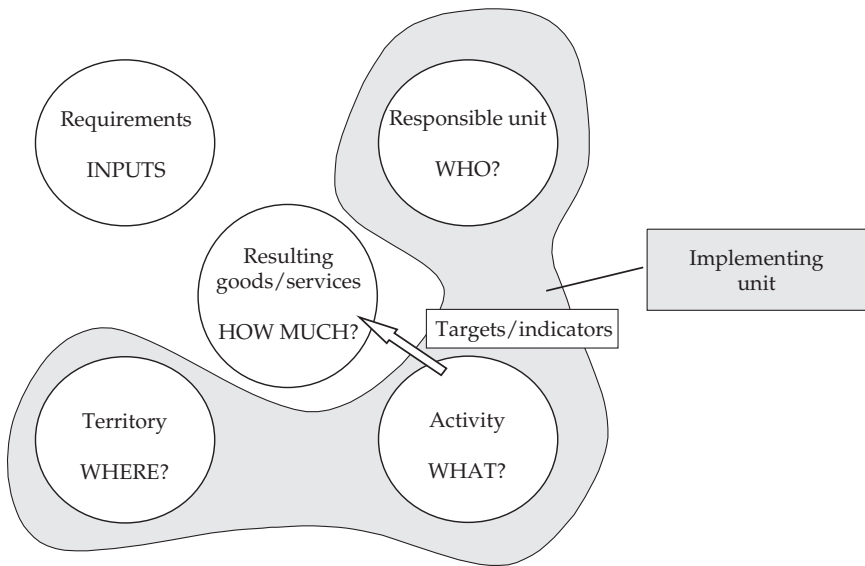 Requirements
INPUTS
Responsible unit
WHO?
Resulting
goods/services
HOW MUCH?
Implementing
unit
Targets/indicators
Territory
WHERE?
Activity
WHAT?